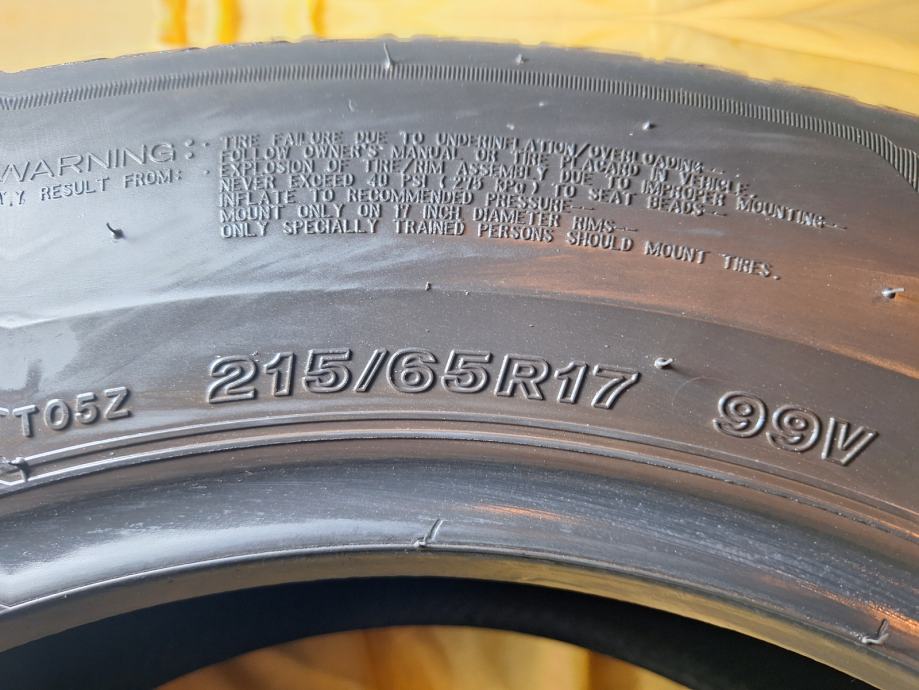 WARNING:
Y RESULT FROM:
TIRE FAILURE DUE TO UNDERINFLATION/OVERLOADING
FOLLOW OWNER'S MANUAL OR TIRE PLACARD IN VEHICLE
EXPLOSION OF TIRE/RIM ASSEMBLY DUE TO IMPROPER MOUNTING
NEVER EXCEED 40 PSI (275 KPa) TO SEAT BEADS
INFLATE TO RECOMMENDED PRESSURE
MOUNT ONLY ON 17 INCH DIAMETER RIMS
ONLY SPECIALLY TRAINED PERSONS SHOULD MOUNT TIRES.
T05Z 215/65R17 99V